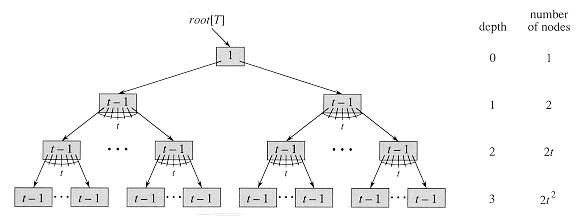 number
root[T] depth of nodes
1 0 1
t – 1 t – 1 1 2
t t
t – 1 ••• t – 1 t – 1 ••• t – 1 2 2t
t t t t
t – 1 ••• t – 1 t – 1 ••• t – 1 t – 1 ••• t – 1 t – 1 ••• t – 1 3 2t²